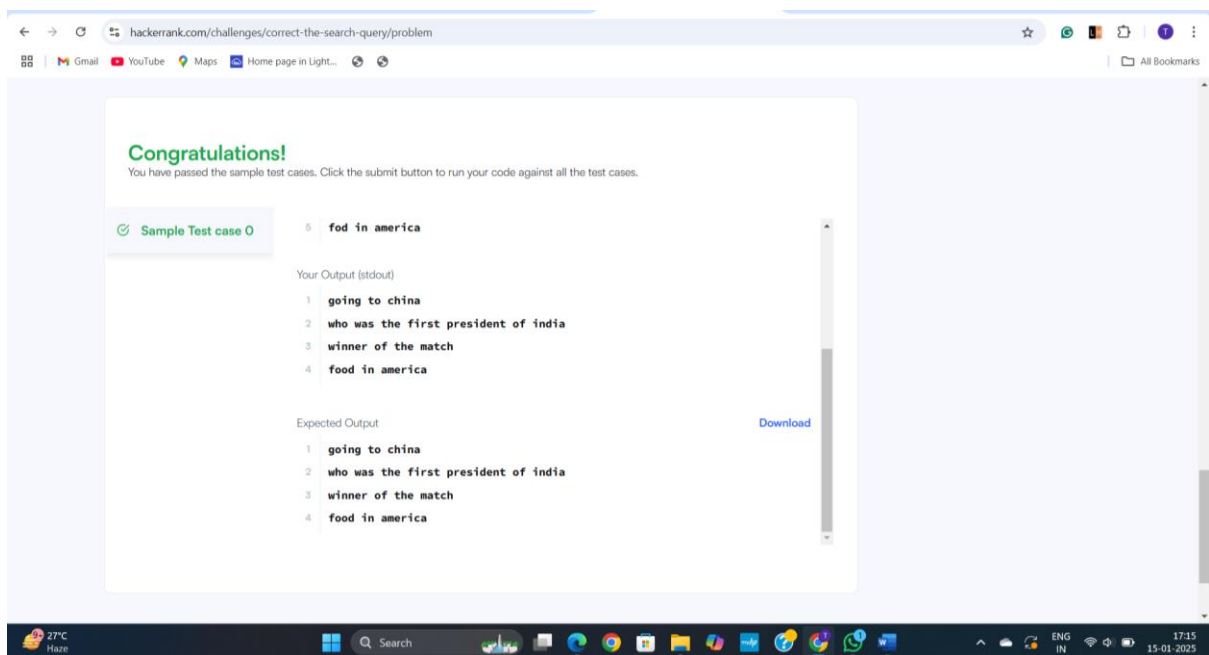 hackerrank.com/challenges/correct-the-search-query/problem
T
Gmail YouTube Maps Home page in Light... All Bookmarks
Congratulations!
You have passed the sample test cases. Click the submit button to run your code against all the test cases.
Sample Test case 0
5 fod in america
Your Output (stdout)
1 going to china
2 who was the first president of india
3 winner of the match
4 food in america
Expected Output Download
1 going to china
2 who was the first president of india
3 winner of the match
4 food in america
27°C
Haze
Search
ENG
IN
17:15
15-01-2025